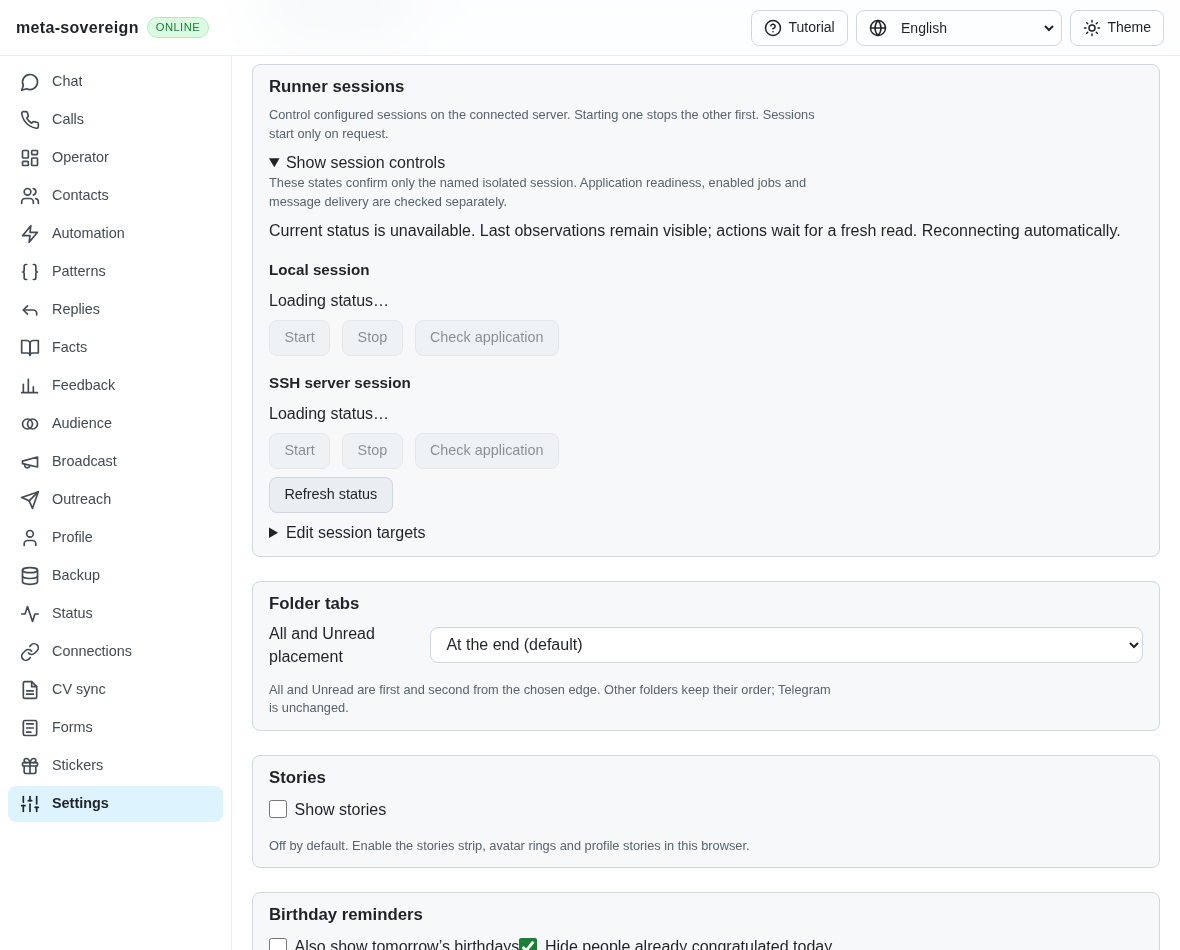 meta-sovereign ONLINE Tutorial English Theme
Chat
Calls
Operator
Contacts
Automation
Patterns
Replies
Facts
Feedback
Audience
Broadcast
Outreach
Profile
Backup
Status
Connections
CV sync
Forms
Stickers
Settings
Runner sessions
Control configured sessions on the connected server. Starting one stops the other first. Sessions
start only on request.
Show session controls
These states confirm only the named isolated session. Application readiness, enabled jobs and
message delivery are checked separately.
Current status is unavailable. Last observations remain visible; actions wait for a fresh read. Reconnecting automatically.
Local session
Loading status…
Start Stop Check application
SSH server session
Loading status…
Start Stop Check application
Refresh status
Edit session targets
Folder tabs
All and Unread
placement
At the end (default)
All and Unread are first and second from the chosen edge. Other folders keep their order; Telegram
is unchanged.
Stories
Show stories
Off by default. Enable the stories strip, avatar rings and profile stories in this browser.
Birthday reminders
Also show tomorrow’s birthdays Hide people already congratulated today